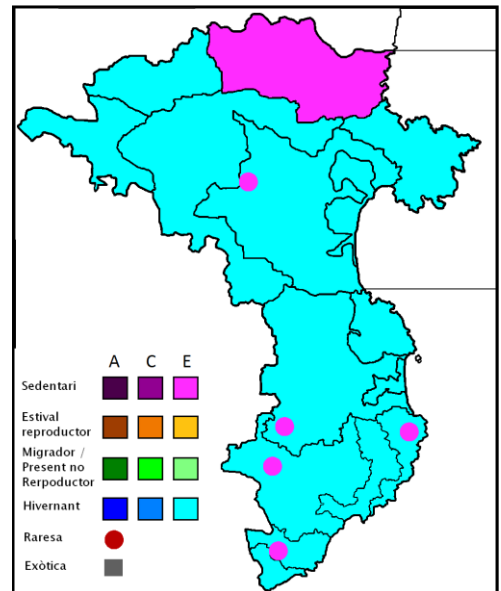 A C E
Sedentari
Estival
reproductor
Migrador /
Present no
Rerpoductor
Hivernant
Raresa
Exòtica